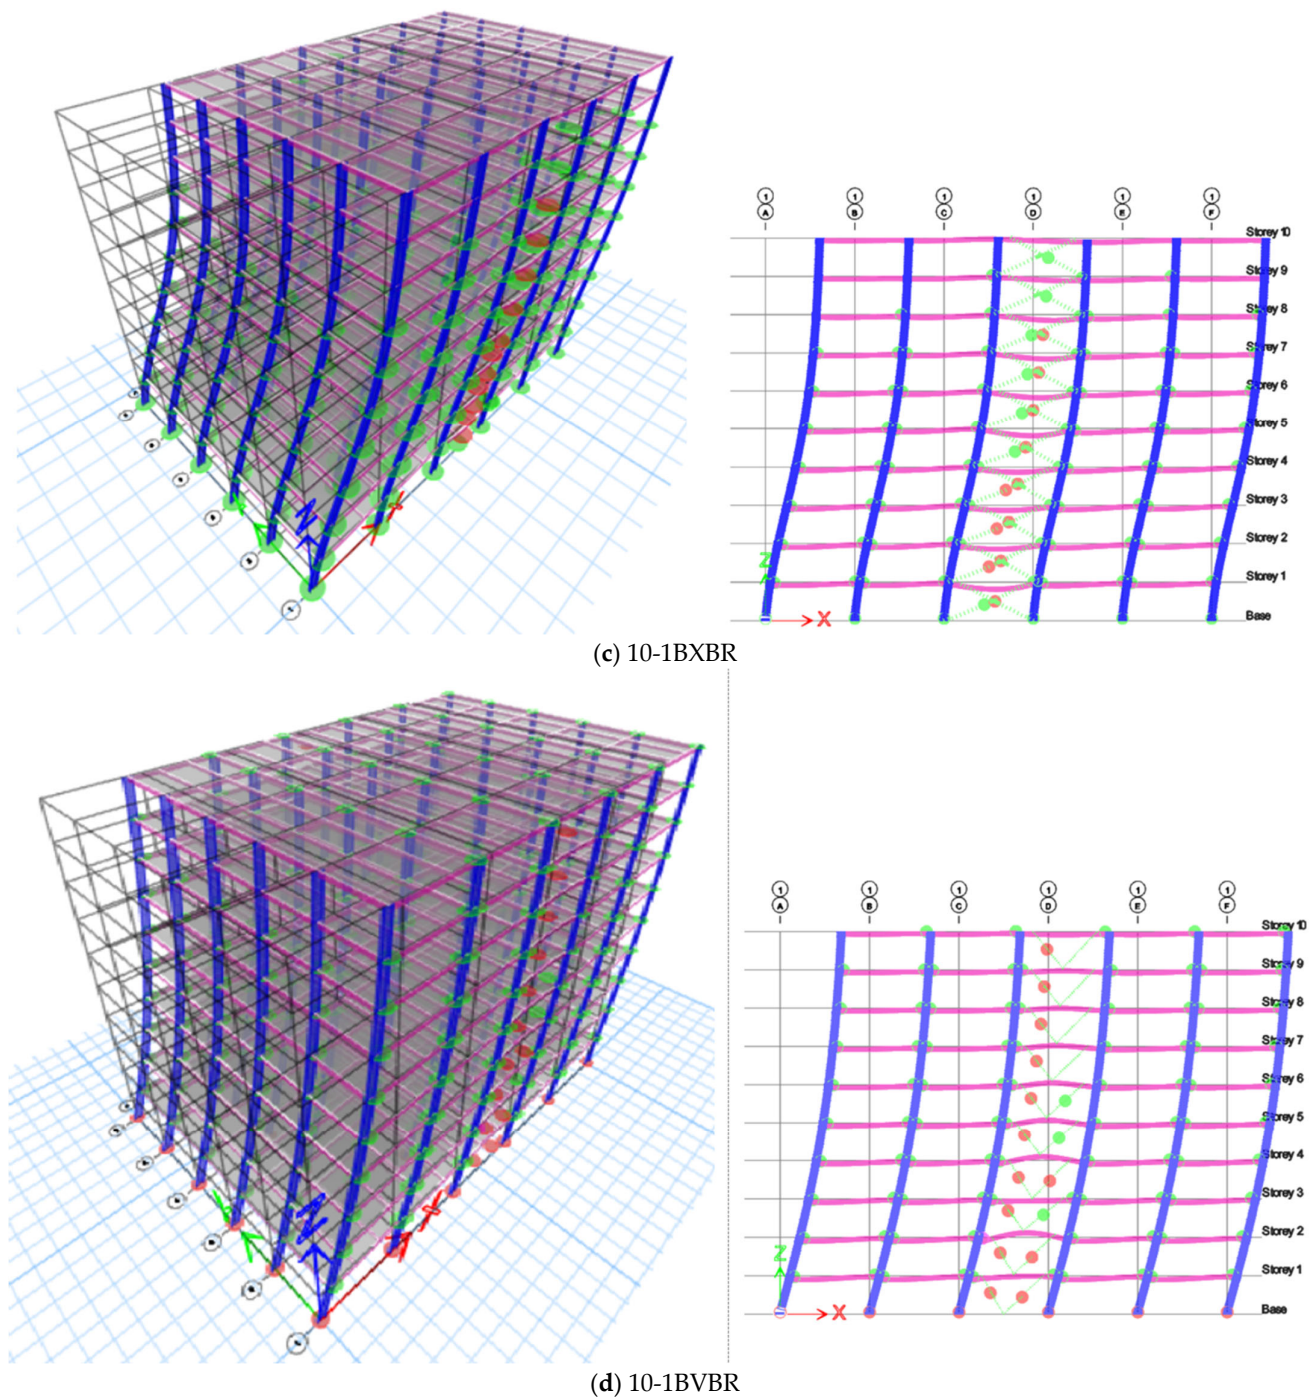 1 1 1 1 1 1
A B C D E F
Storey 10
Storey 9
Storey 8
Storey 7
Storey 6
Storey 5
Storey 4
Storey 3
Storey 2
Z
Storey 1
Base
X
(c) 10-1BXBR
1 1 1 1 1 1
A B C D E F
Storey 10
Storey 9
Storey 8
Storey 7
Storey 6
Storey 5
Storey 4
Storey 3
Storey 2
Z
Storey 1
Base
X
(d) 10-1BVBR